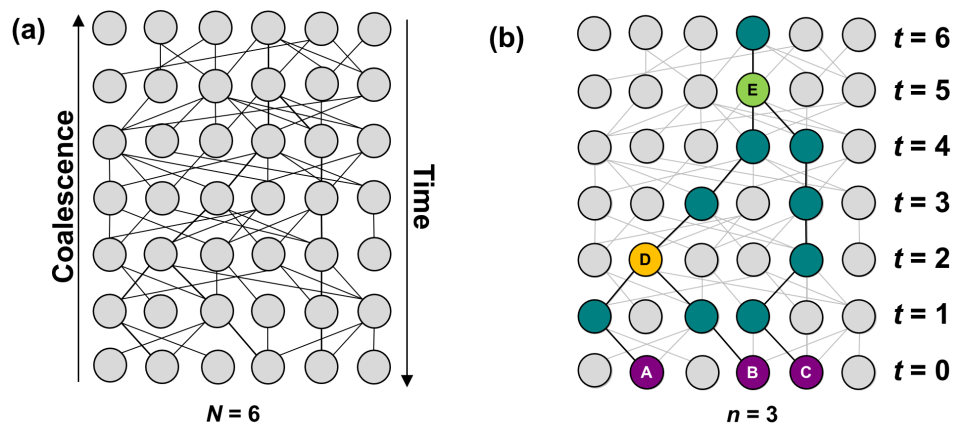 (a)
Coalescence
Time
N = 6
(b)
t = 6
E
t = 5
t = 4
t = 3
D
t = 2
t = 1
A
B
C
t = 0
n = 3